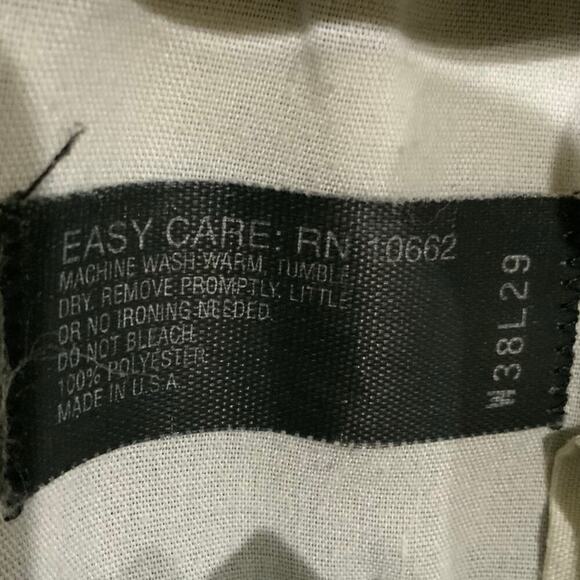 EASY CARE: RN 10662
MACHINE WASH WARM, TUMBLE
DRY. REMOVE PROMPTLY. LITTLE
OR NO IRONING NEEDED.
DO NOT BLEACH.
100% POLYESTER
MADE IN U.S.A.
W38L29